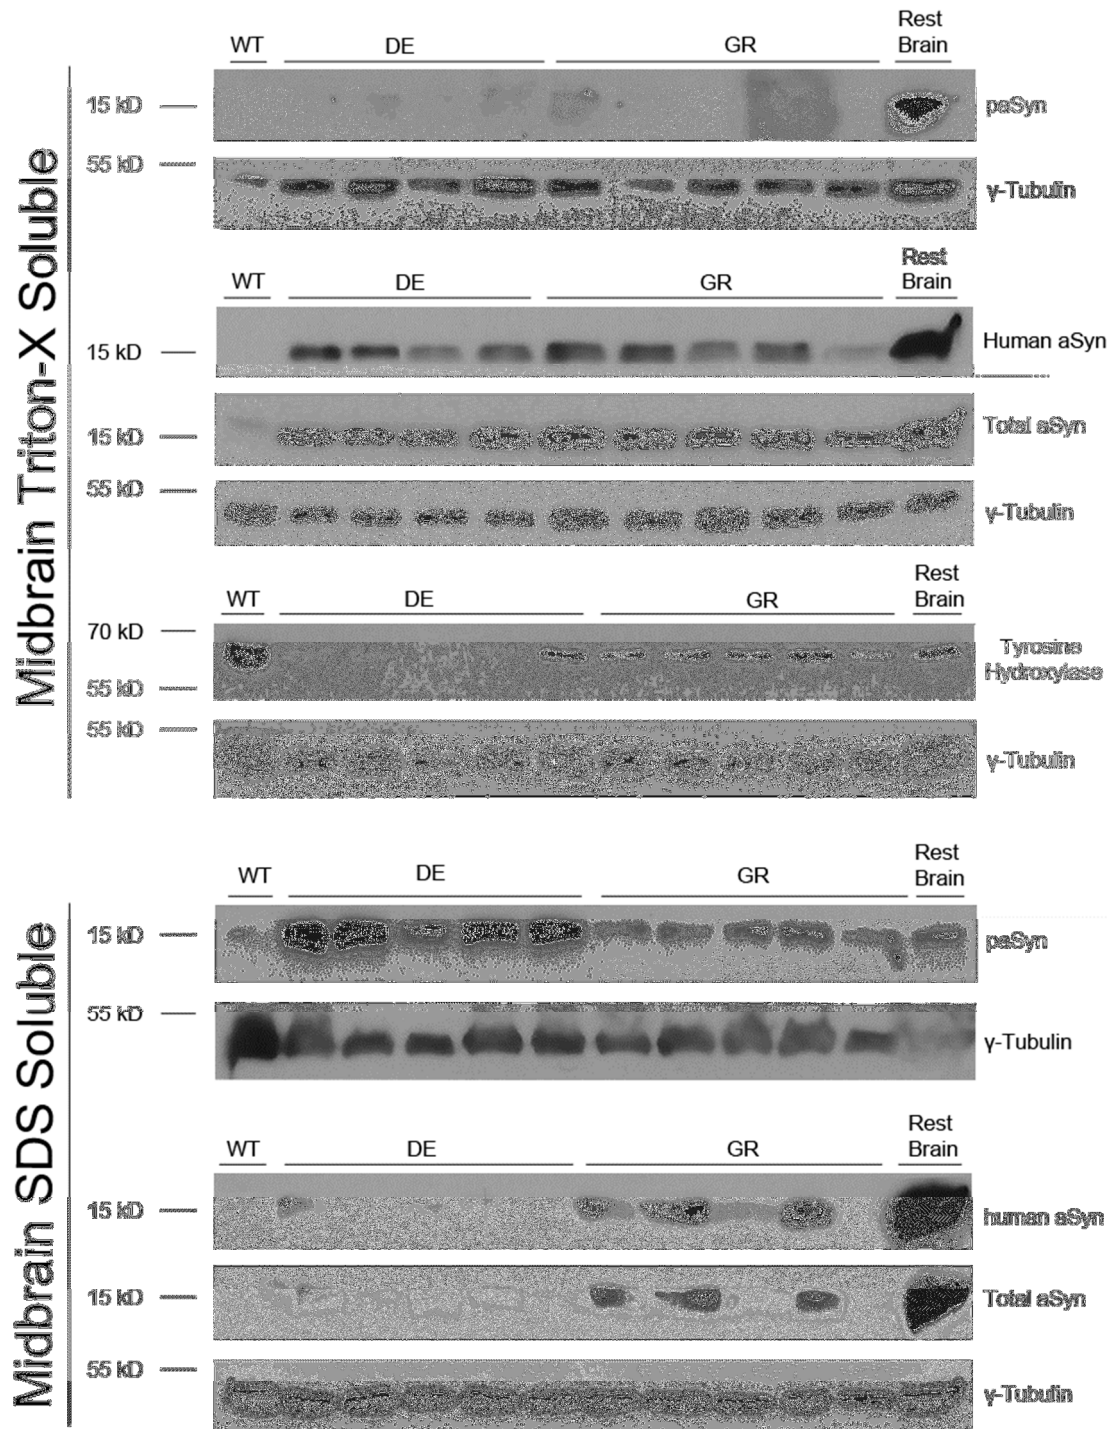 Midbrain Triton-X Soluble
WT
DE
GR
Rest
Brain
15 kD
paSyn
55 kD
γ-Tubulin
WT
DE
GR
Rest
Brain
15 kD
Human aSyn
15 kD
Total aSyn
55 kD
γ-Tubulin
WT
DE
GR
Rest
Brain
70 kD
Tyrosine
Hydroxylase
55 kD
55 kD
γ-Tubulin
Midbrain SDS Soluble
WT
DE
GR
Rest
Brain
15 kD
paSyn
55 kD
γ-Tubulin
WT
DE
GR
Rest
Brain
15 kD
human aSyn
15 kD
Total aSyn
55 kD
γ-Tubulin